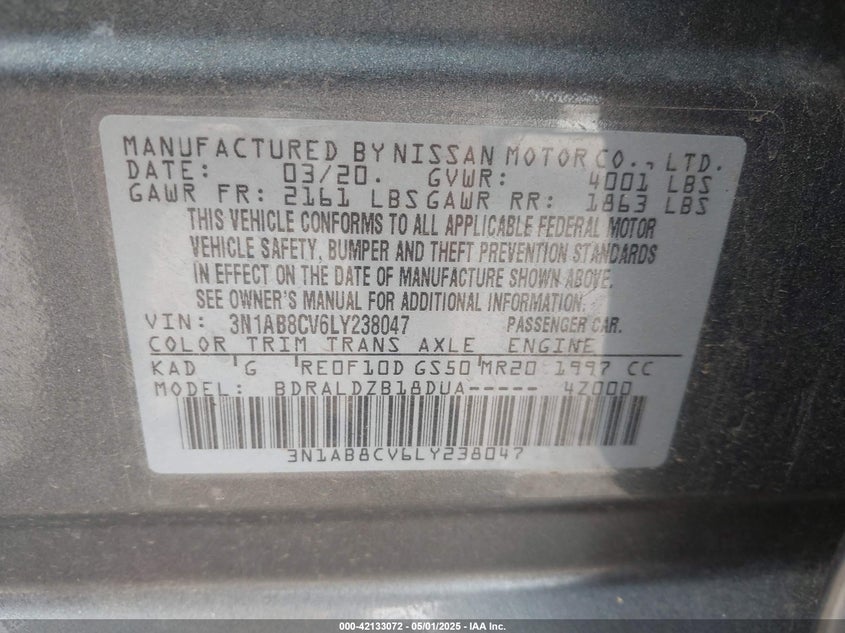 MANUFACTURED BY NISSAN MOTOR CO., LTD.
DATE: 03/20. GVWR: 4001 LBS
GAWR FR: 2161 LBS GAWR RR: 1863 LBS
THIS VEHICLE CONFORMS TO ALL APPLICABLE FEDERAL MOTOR
VEHICLE SAFETY, BUMPER AND THEFT PREVENTION STANDARDS
IN EFFECT ON THE DATE OF MANUFACTURE SHOWN ABOVE.
SEE OWNER'S MANUAL FOR ADDITIONAL INFORMATION.
VIN: 3N1AB8CV6LY238047 PASSENGER CAR.
COLOR TRIM TRANS AXLE ENGINE
KAD G RE0F10D GS50 MR20 1997 CC
MODEL: BDRALDZB18DUA----- 4Z000
3N1AB8CV6LY238047
000-42133072 — 05/01/2025 — IAA Inc.